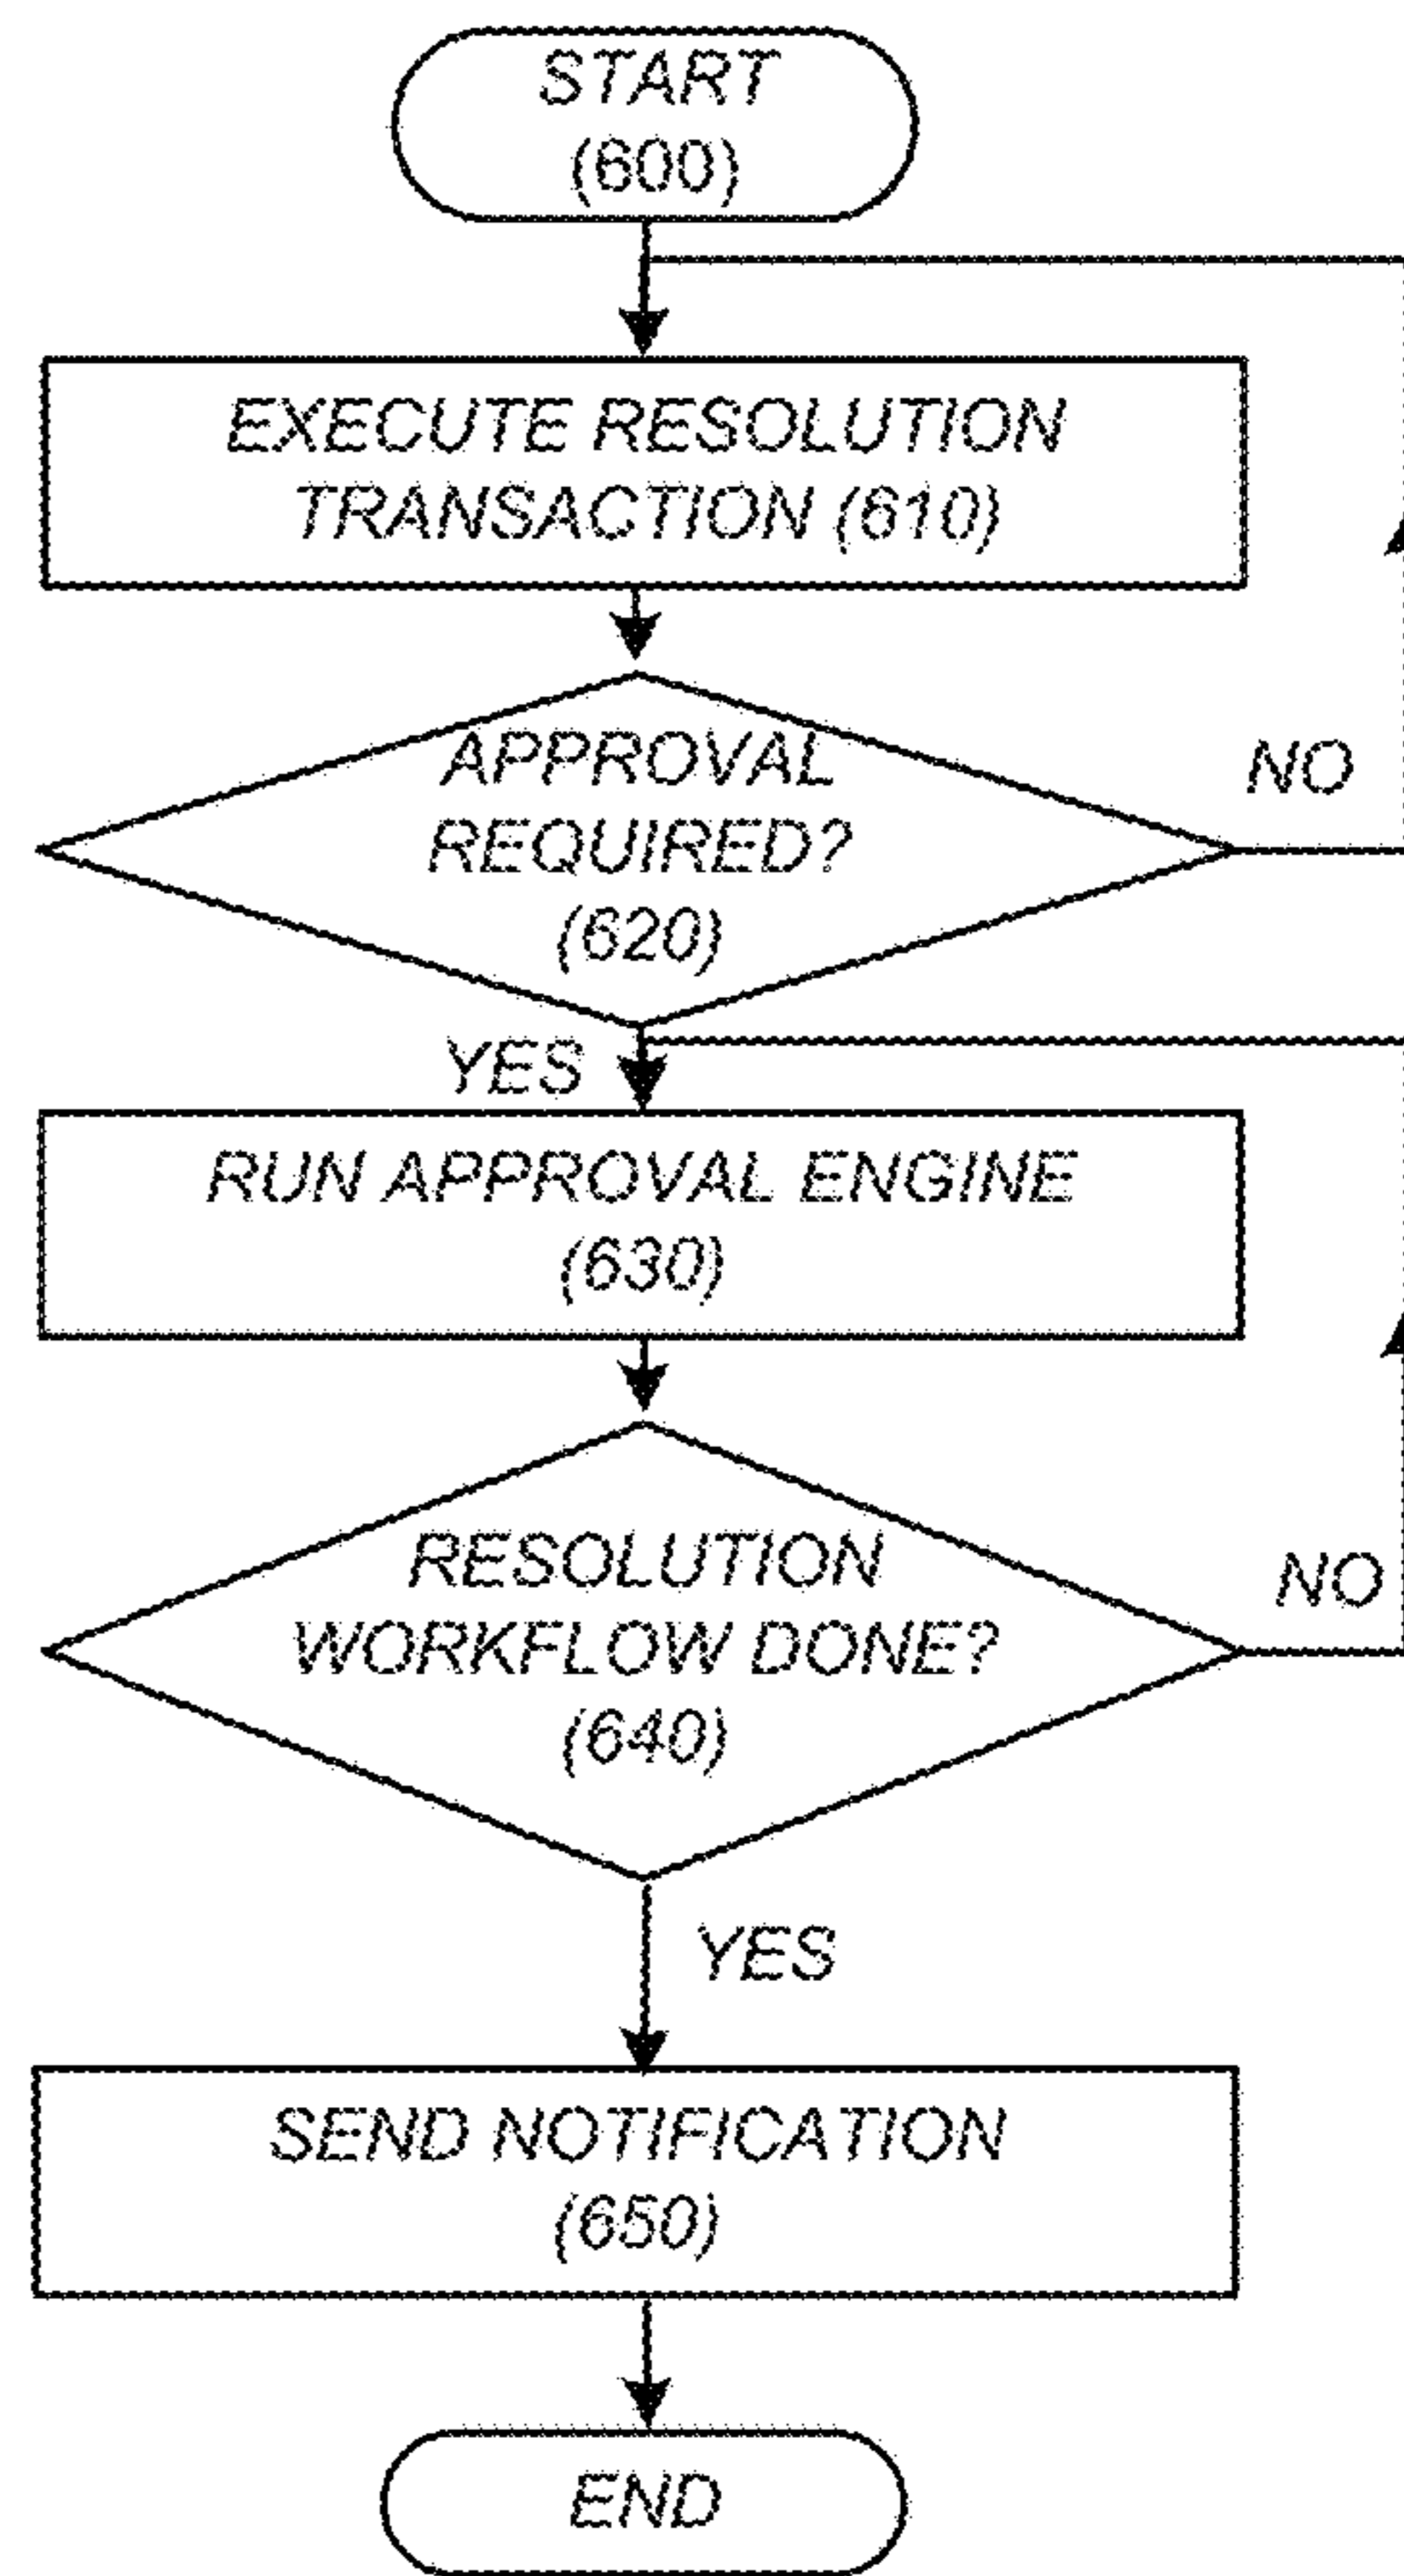 START
(600)
EXECUTE RESOLUTION
TRANSACTION (610)
APPROVAL
REQUIRED?
(620)
NO
YES
RUN APPROVAL ENGINE
(630)
RESOLUTION
WORKFLOW DONE?
(640)
NO
YES
SEND NOTIFICATION
(650)
END